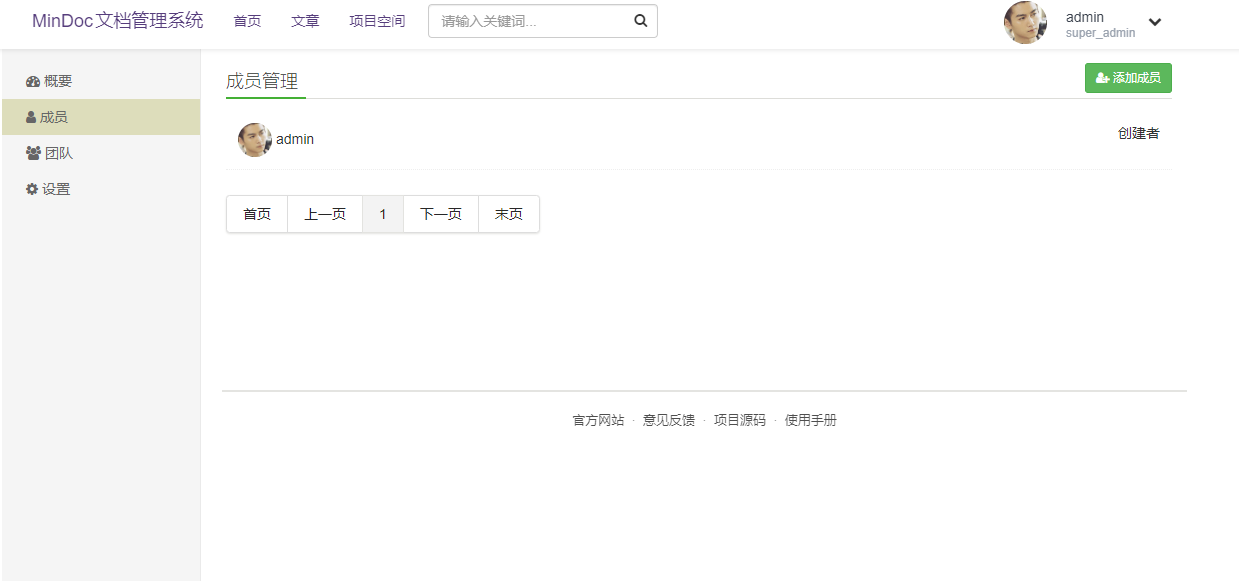 MinDoc文档管理系统 首页 文章 项目空间 请输入关键词... admin
super_admin
概要
成员
团队
设置
成员管理 添加成员
admin 创建者
首页 上一页 1 下一页 末页
官方网站 · 意见反馈 · 项目源码 · 使用手册